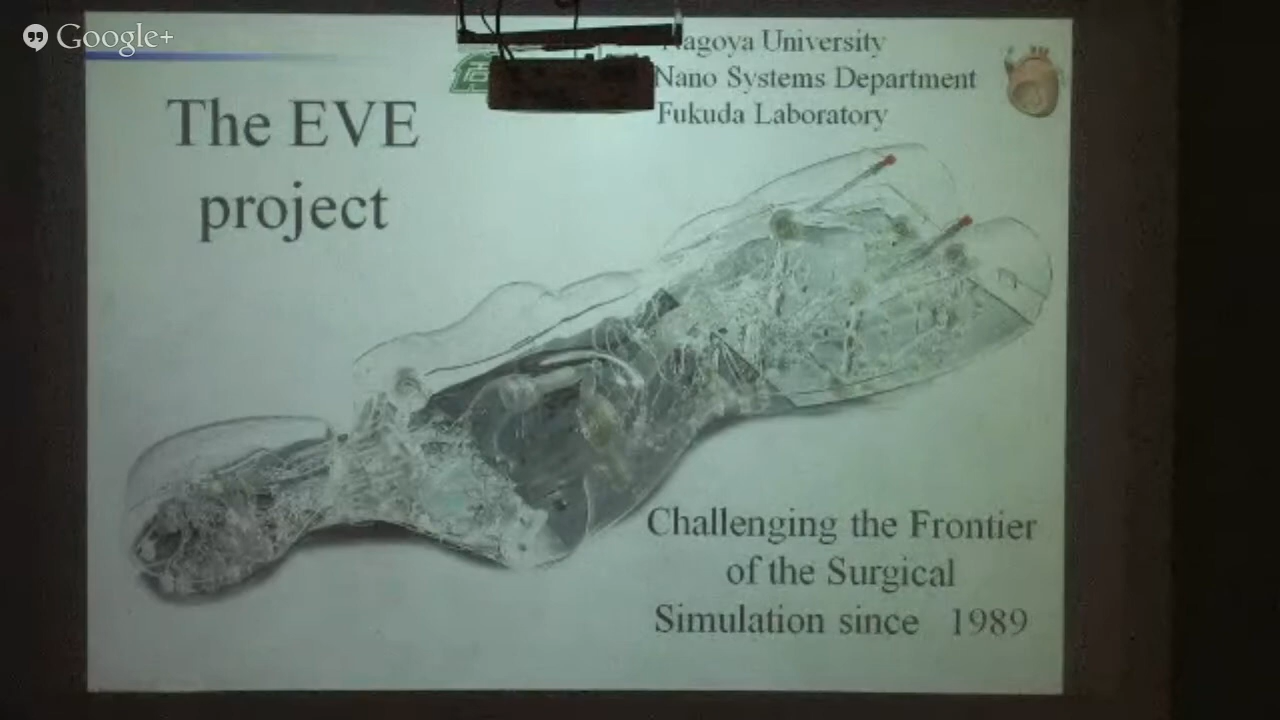 Google+
Nagoya University
Nano Systems Department
Fukuda Laboratory
The EVE
project
Challenging the Frontier
of the Surgical
Simulation since 1989